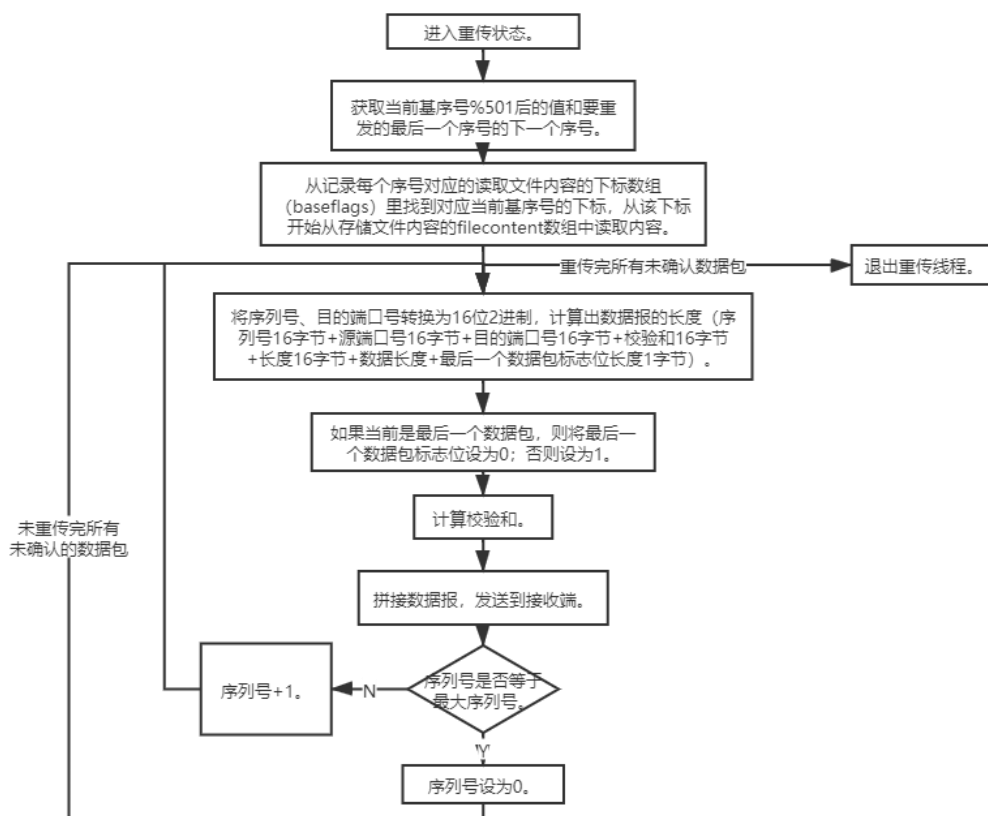 进入重传状态。
获取当前基序号%501后的值和要重
发的最后一个序号的下一个序号。
从记录每个序号对应的读取文件内容的下标数组
（baseflags）里找到对应当前基序号的下标，从该下标
开始从存储文件内容的filecontent数组中读取内容。
重传完所有未确认数据包
退出重传线程。
将序列号、目的端口号转换为16位2进制，计算出数据报的长度（序
列号16字节+源端口号16字节+目的端口号16字节+校验和16字节
+长度16字节+数据长度+最后一个数据包标志位长度1字节）。
如果当前是最后一个数据包，则将最后一
个数据包标志位设为0；否则设为1。
计算校验和。
未重传完所有
未确认的数据包
拼接数据报，发送到接收端。
序列号是否等于
最大序列号。
N
序列号+1。
'Y'
序列号设为0。